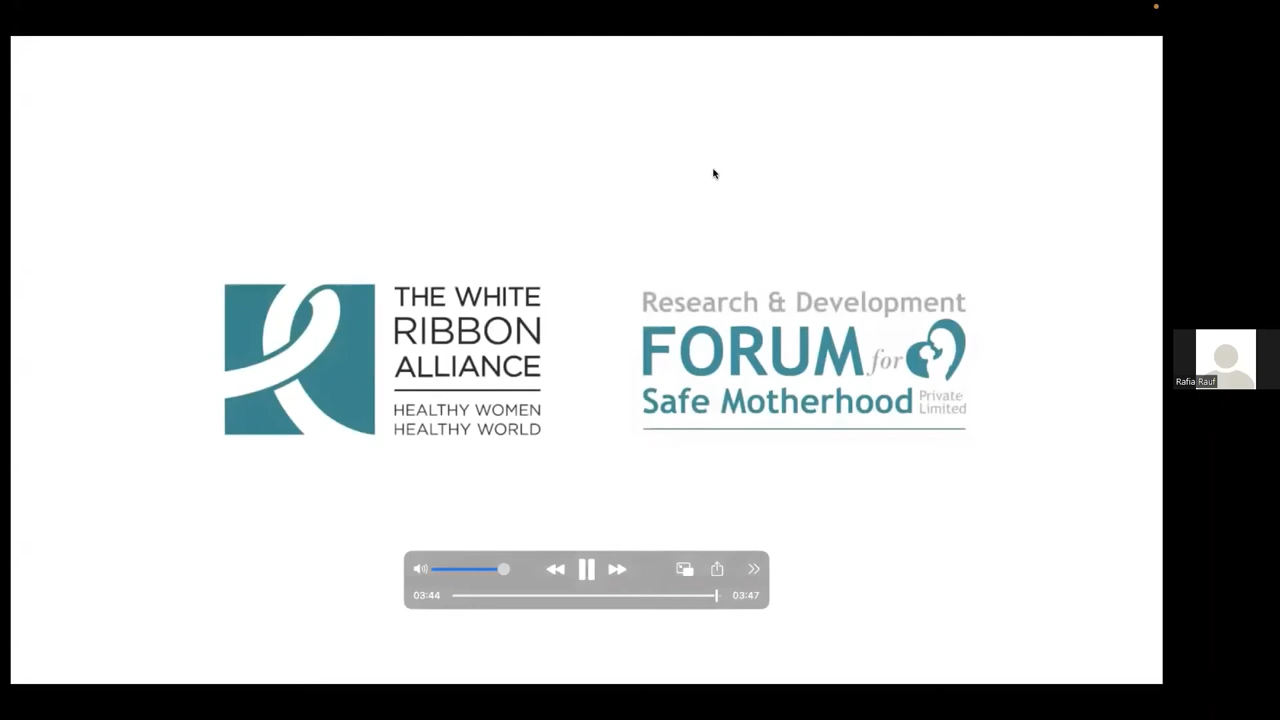 THE WHITE
RIBBON
ALLIANCE
HEALTHY WOMEN
HEALTHY WORLD
Research & Development
FORUM for
Safe Motherhood
Private
Limited
03:44
03:47
Rafia Rauf